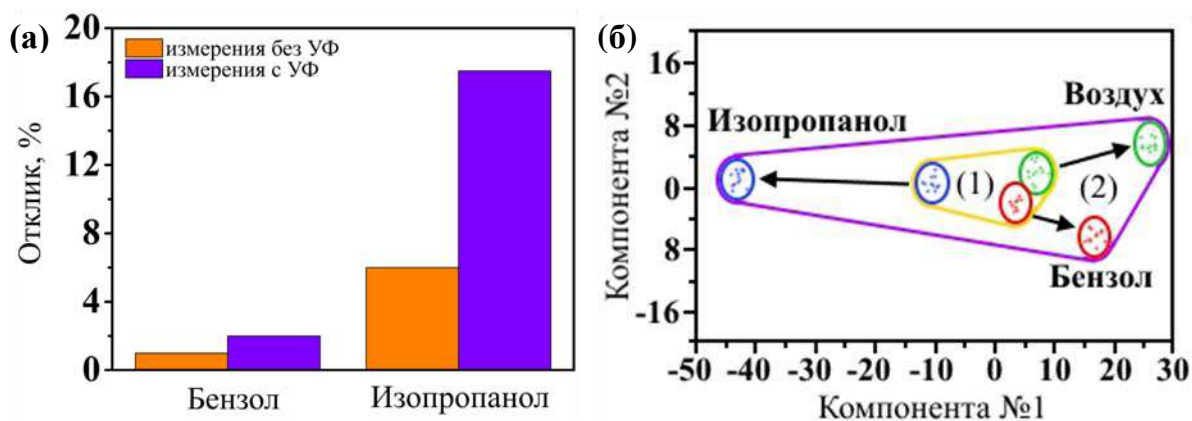 (а)
Отклик, %
20
16
12
8
4
0
измерения без УФ
измерения с УФ
Бензол
Изопропанол
(б)
Компонента №2
16
8
0
8
-16
Изопропанол
Воздух
(1)
(2)
Бензол
-50 -40 -30 -20 -10 0 10 20 30
Компонента №1